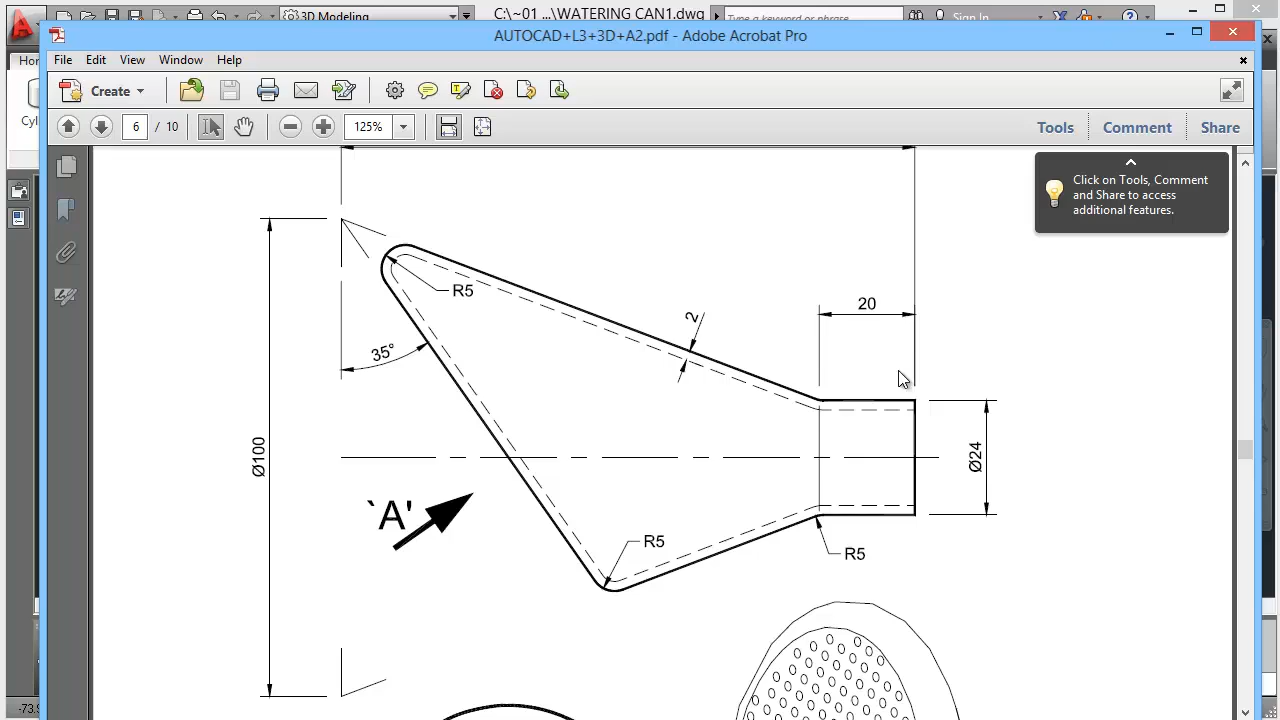 3D Modeling
C:\~01 ...\WATERING CAN1.dwg
Type a keyword or phrase
Sign In
AUTOCAD+L3+3D+A2.pdf - Adobe Acrobat Pro
File Edit View Window Help
Create
6 / 10
125%
Tools Comment Share
Click on Tools, Comment
and Share to access
additional features.
R5
2
20
35°
Ø100
Ø24
`A'
R5
R5